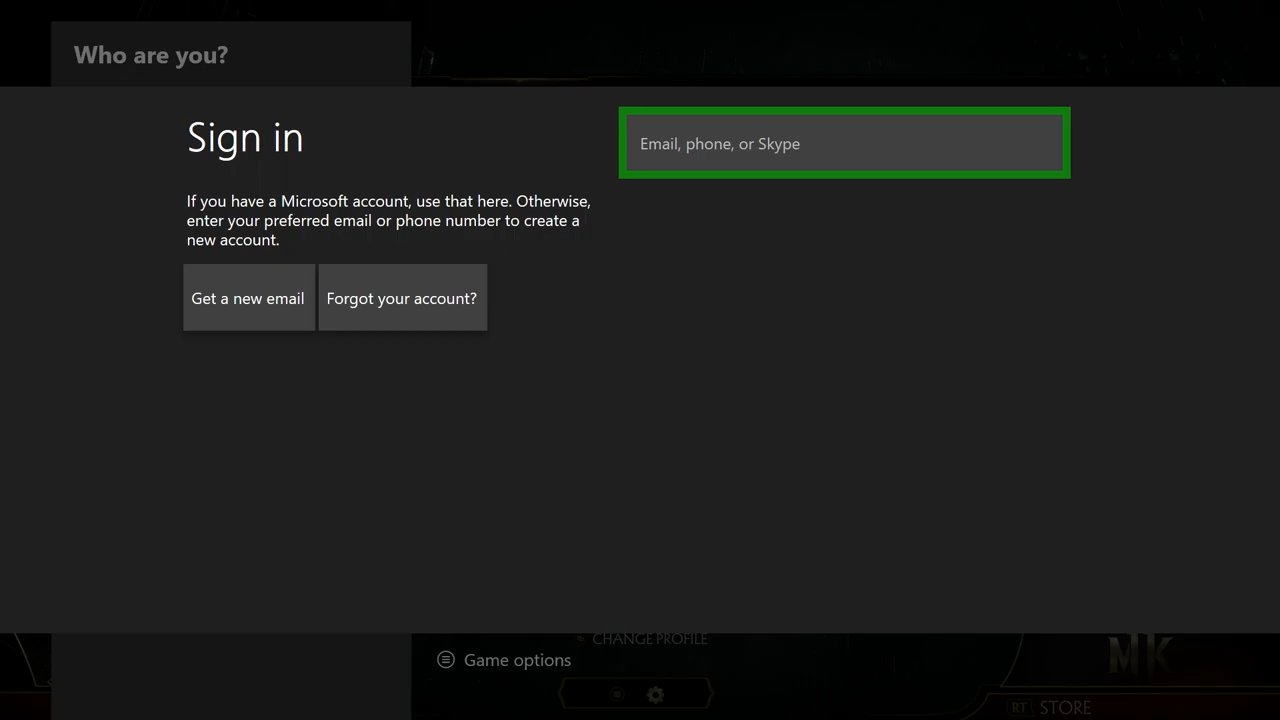 Who are you?
Sign in
Email, phone, or Skype
If you have a Microsoft account, use that here. Otherwise,
enter your preferred email or phone number to create a
new account.
Get a new email
Forgot your account?
CHANGE PROFILE
Game options
MK
RT STORE